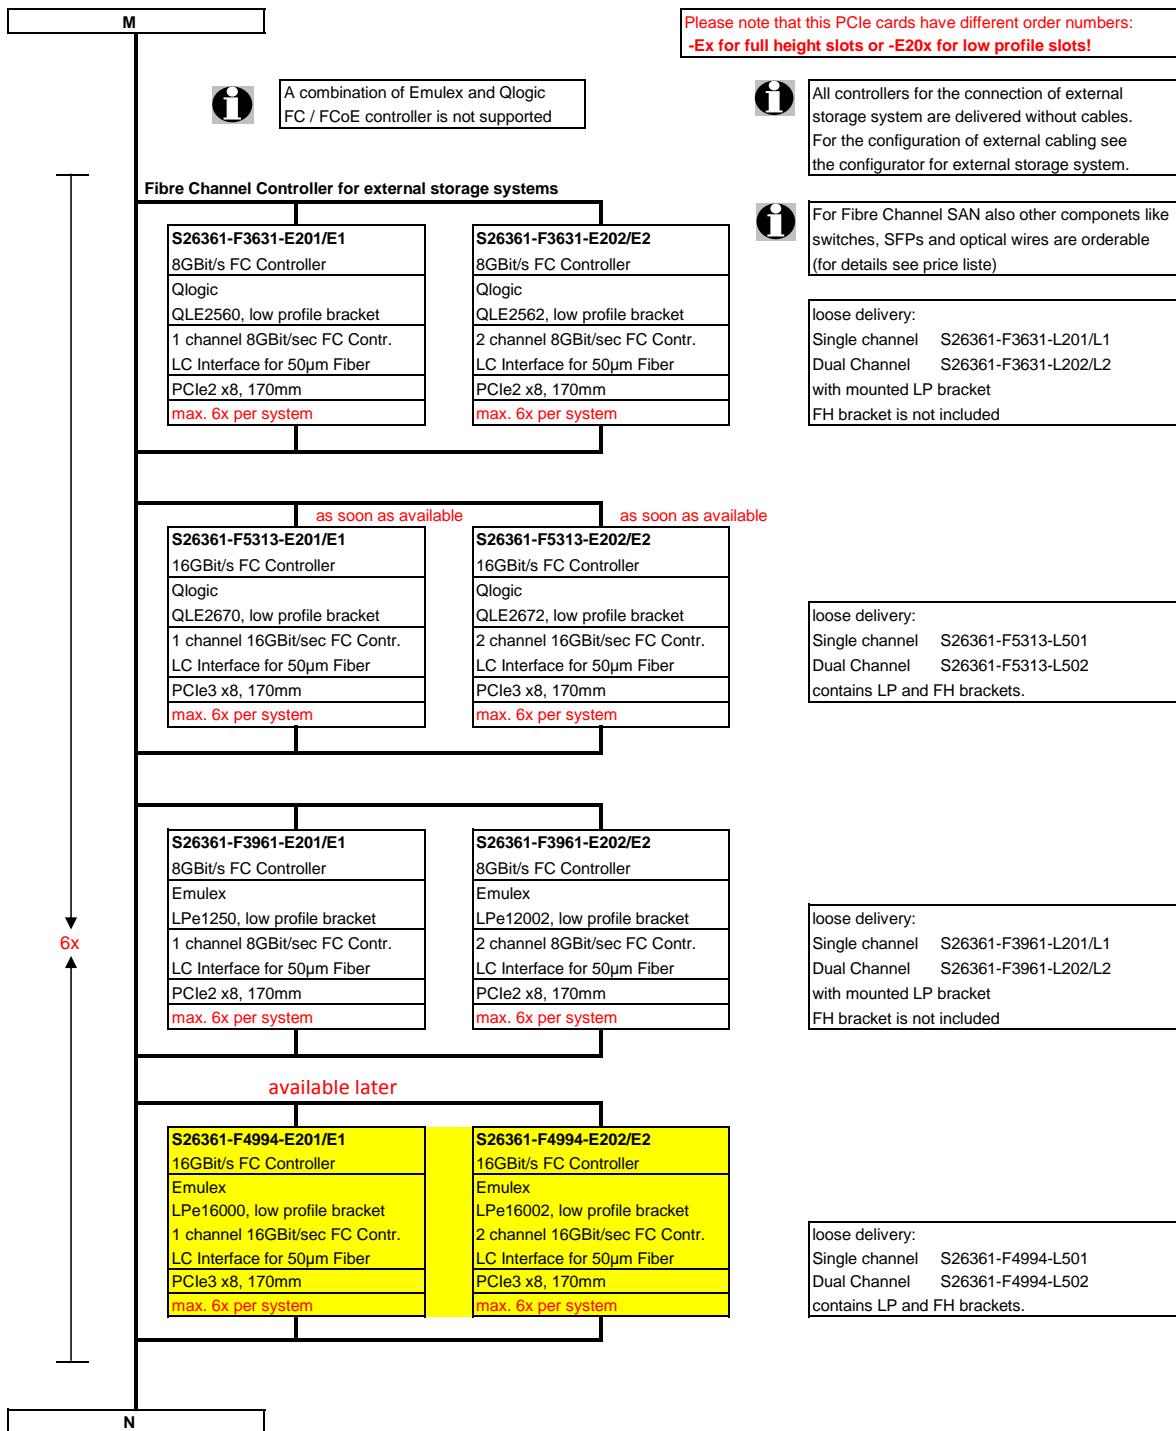 M
Please note that this PCIe cards have different order numbers:
-Ex for full height slots or -E20x for low profile slots!
A combination of Emulex and Qlogic
FC / FCoE controller is not supported
All controllers for the connection of external
storage system are delivered without cables.
For the configuration of external cabling see
the configurator for external storage system.
Fibre Channel Controller for external storage systems
For Fibre Channel SAN also other componets like
switches, SFPs and optical wires are orderable
(for details see price liste)
S26361-F3631-E201/E1
8GBit/s FC Controller
Qlogic
QLE2560, low profile bracket
1 channel 8GBit/sec FC Contr.
LC Interface for 50µm Fiber
PCIe2 x8, 170mm
max. 6x per system
S26361-F3631-E202/E2
8GBit/s FC Controller
Qlogic
QLE2562, low profile bracket
2 channel 8GBit/sec FC Contr.
LC Interface for 50µm Fiber
PCIe2 x8, 170mm
max. 6x per system
loose delivery:
Single channel S26361-F3631-L201/L1
Dual Channel S26361-F3631-L202/L2
with mounted LP bracket
FH bracket is not included
as soon as available
S26361-F5313-E201/E1
16GBit/s FC Controller
Qlogic
QLE2670, low profile bracket
1 channel 16GBit/sec FC Contr.
LC Interface for 50µm Fiber
PCIe3 x8, 170mm
max. 6x per system
as soon as available
S26361-F5313-E202/E2
16GBit/s FC Controller
Qlogic
QLE2672, low profile bracket
2 channel 16GBit/sec FC Contr.
LC Interface for 50µm Fiber
PCIe3 x8, 170mm
max. 6x per system
loose delivery:
Single channel S26361-F5313-L501
Dual Channel S26361-F5313-L502
contains LP and FH brackets.
6x
S26361-F3961-E201/E1
8GBit/s FC Controller
Emulex
LPe1250, low profile bracket
1 channel 8GBit/sec FC Contr.
LC Interface for 50µm Fiber
PCIe2 x8, 170mm
max. 6x per system
S26361-F3961-E202/E2
8GBit/s FC Controller
Emulex
LPe12002, low profile bracket
2 channel 8GBit/sec FC Contr.
LC Interface for 50µm Fiber
PCIe2 x8, 170mm
max. 6x per system
loose delivery:
Single channel S26361-F3961-L201/L1
Dual Channel S26361-F3961-L202/L2
with mounted LP bracket
FH bracket is not included
available later
S26361-F4994-E201/E1
16GBit/s FC Controller
Emulex
LPe16000, low profile bracket
1 channel 16GBit/sec FC Contr.
LC Interface for 50µm Fiber
PCIe3 x8, 170mm
max. 6x per system
S26361-F4994-E202/E2
16GBit/s FC Controller
Emulex
LPe16002, low profile bracket
2 channel 16GBit/sec FC Contr.
LC Interface for 50µm Fiber
PCIe3 x8, 170mm
max. 6x per system
loose delivery:
Single channel S26361-F4994-L501
Dual Channel S26361-F4994-L502
contains LP and FH brackets.
N